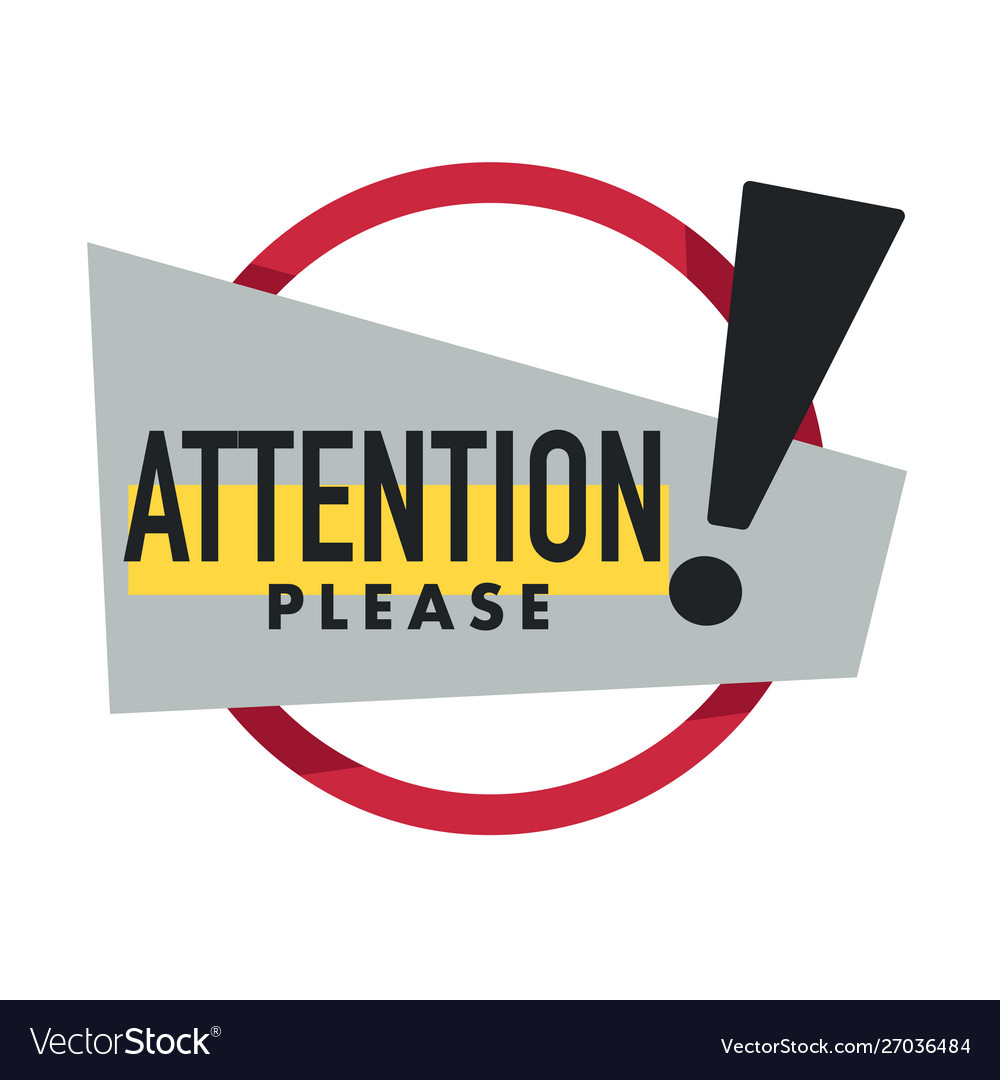 ATTENTION
PLEASE
!
VectorStock®
VectorStock.com/27036484